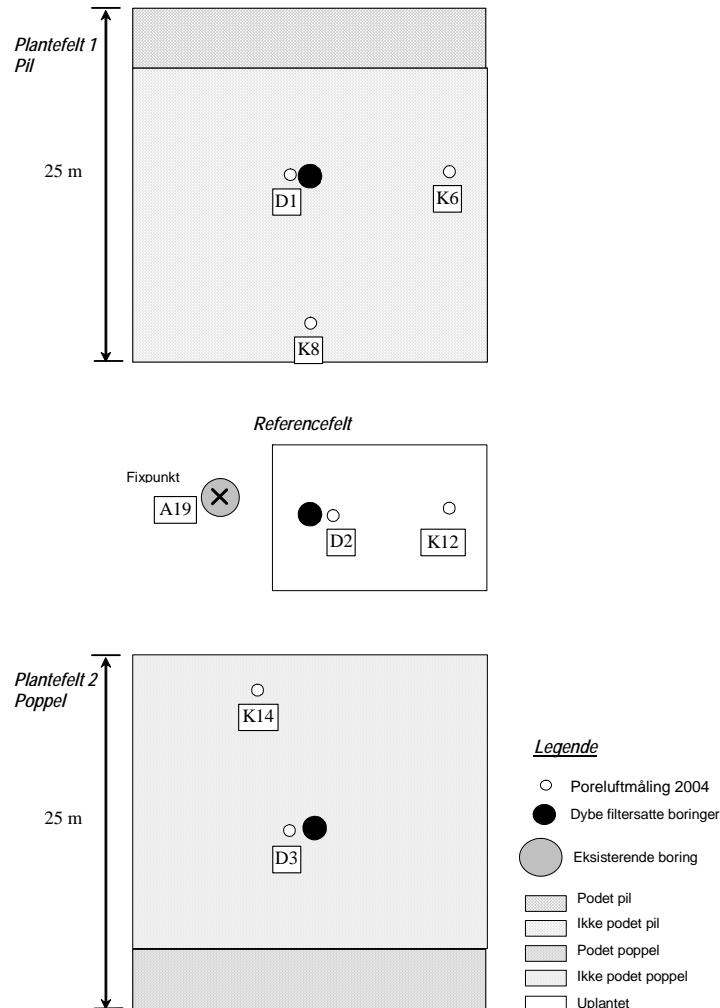 Plantefelt 1
Pil
25 m
D1
K6
K8
Referencefelt
Fixpunkt
A19
D2
K12
Plantefelt 2
Poppel
K14
25 m
D3
Legende
Poreluftmåling 2004
Dybe filtersatte boringer
Eksisterende boring
Podet pil
Ikke podet pil
Podet poppel
Ikke podet poppel
Uplantet